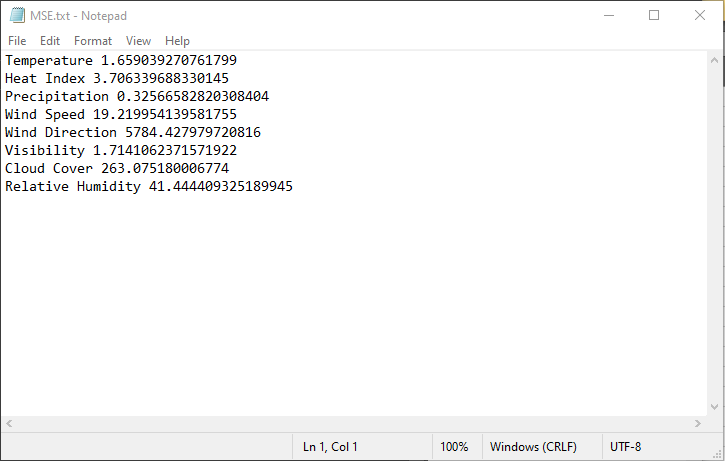 MSE.txt - Notepad
File Edit Format View Help
Temperature 1.659039270761799
Heat Index 3.706339688330145
Precipitation 0.32566582820308404
Wind Speed 19.219954139581755
Wind Direction 5784.427979720816
Visibility 1.7141062371571922
Cloud Cover 263.075180006774
Relative Humidity 41.444409325189945
Ln 1, Col 1 100% Windows (CRLF) UTF-8